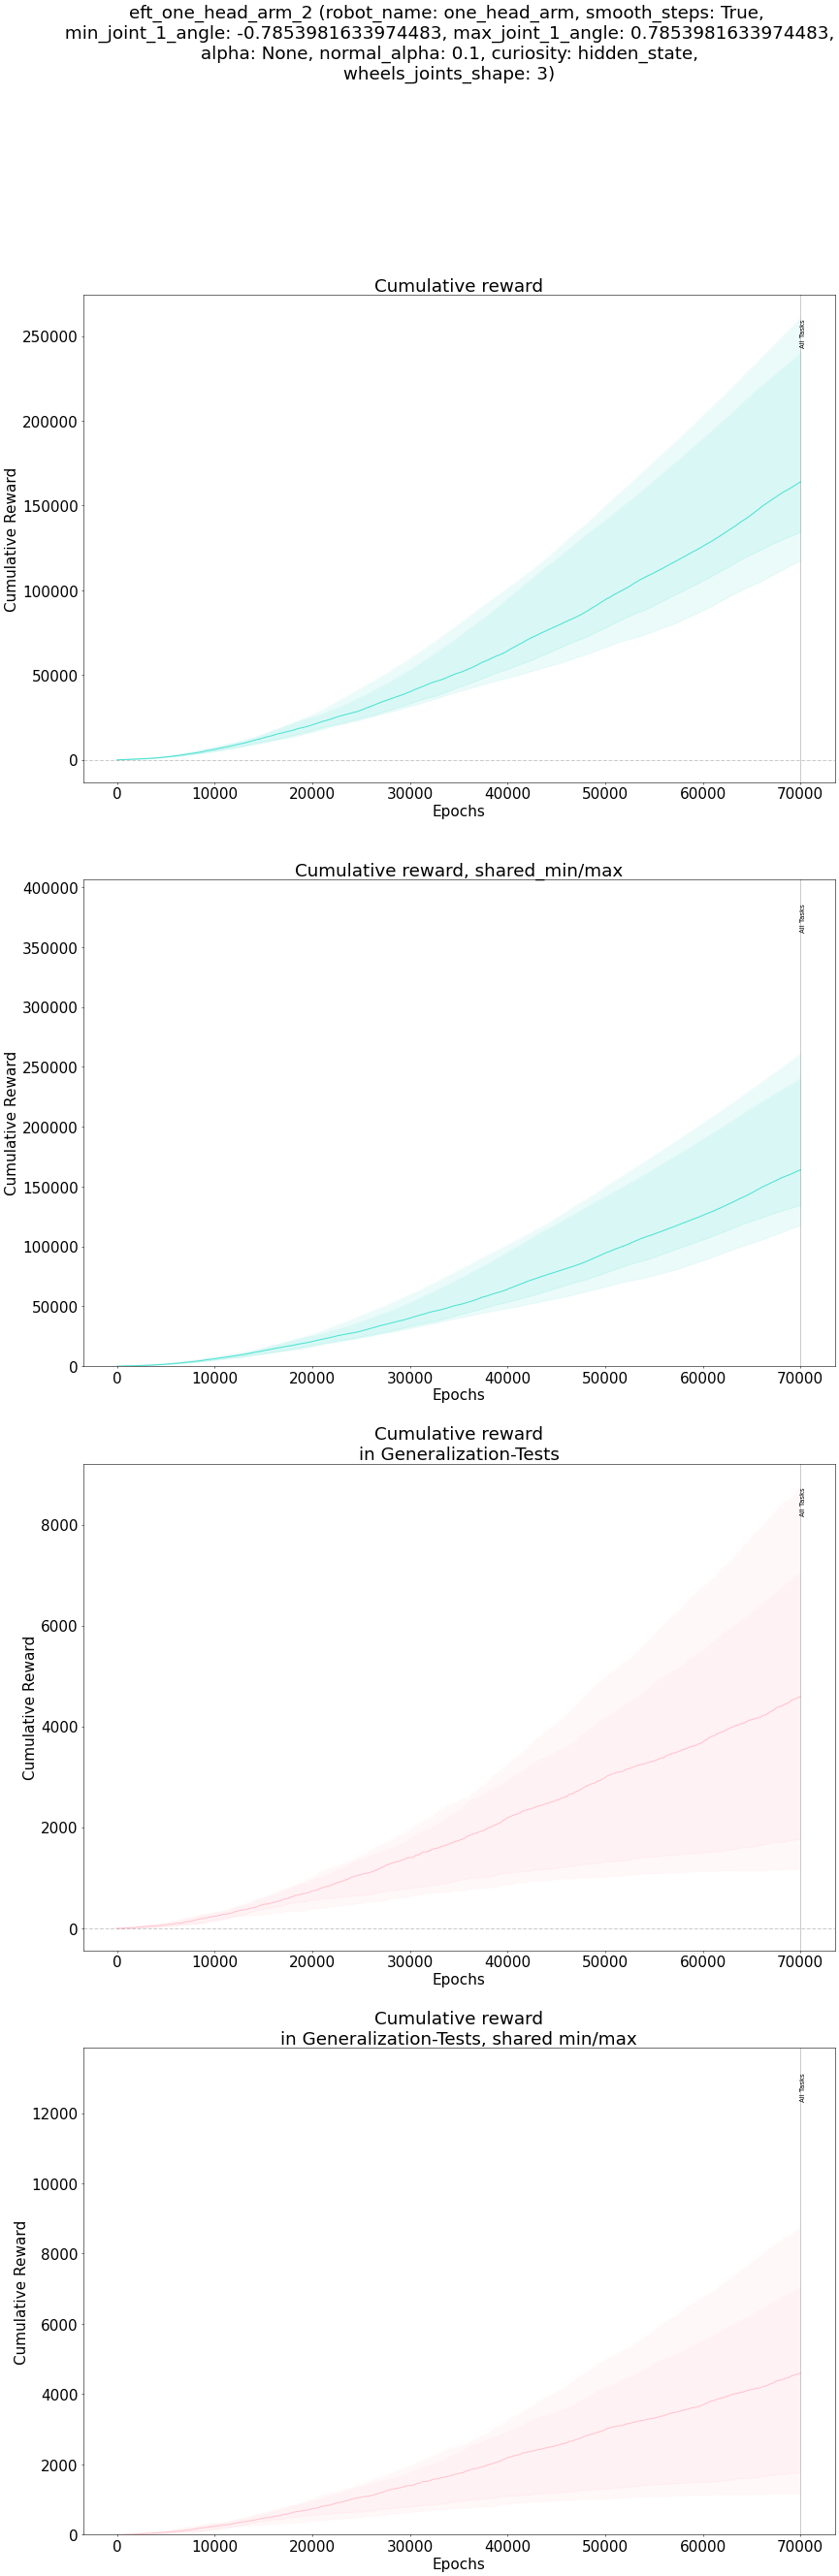 eft_one_head_arm_2 (robot_name: one_head_arm, smooth_steps: True,
min_joint_1_angle: -0.7853981633974483, max_joint_1_angle: 0.7853981633974483,
alpha: None, normal_alpha: 0.1, curiosity: hidden_state,
wheels_joints_shape: 3)
Cumulative reward
250000
200000
150000
100000
50000
0
Cumulative Reward
All Tasks
0 10000 20000 30000 40000 50000 60000 70000
Epochs
Cumulative reward, shared_min/max
400000
350000
300000
250000
200000
150000
100000
50000
0
Cumulative Reward
All Tasks
0 10000 20000 30000 40000 50000 60000 70000
Epochs
Cumulative reward
in Generalization-Tests
8000
6000
4000
2000
0
Cumulative Reward
All Tasks
0 10000 20000 30000 40000 50000 60000 70000
Epochs
Cumulative reward
in Generalization-Tests, shared min/max
12000
10000
8000
6000
4000
2000
0
Cumulative Reward
All Tasks
0 10000 20000 30000 40000 50000 60000 70000
Epochs